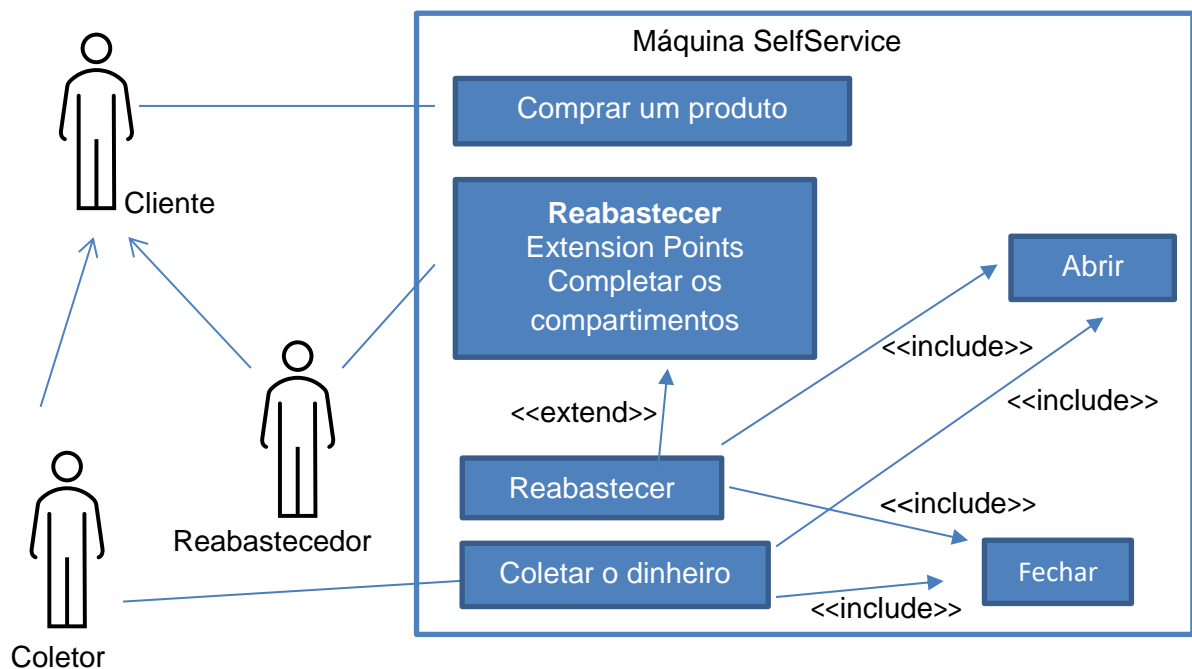 Máquina SelfService
Comprar um produto
Cliente
Reabastecer
Extension Points
Completar os
compartimentos
Abrir
<<include>>
<<include>>
<<extend>>
Reabastecer
<<include>>
Reabastecedor
Coletar o dinheiro
Fechar
<<include>>
Coletor